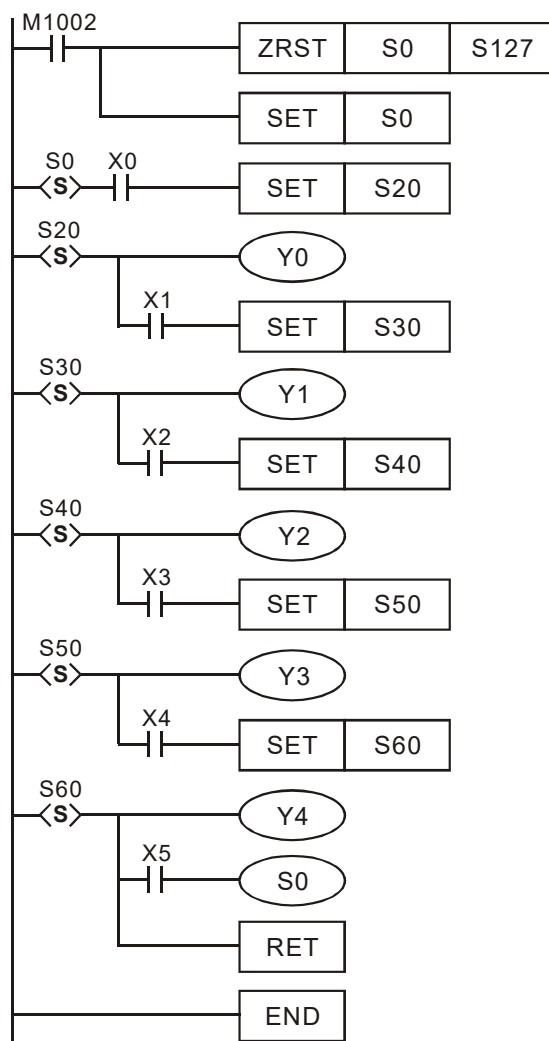 M1002
ZRST S0 S127
SET S0
S0 X0
S SET S20
S20
S Y0
X1
SET S30
S30
S Y1
X2
SET S40
S40
S Y2
X3
SET S50
S50
S Y3
X4
SET S60
S60
S Y4
X5
S0
RET
END